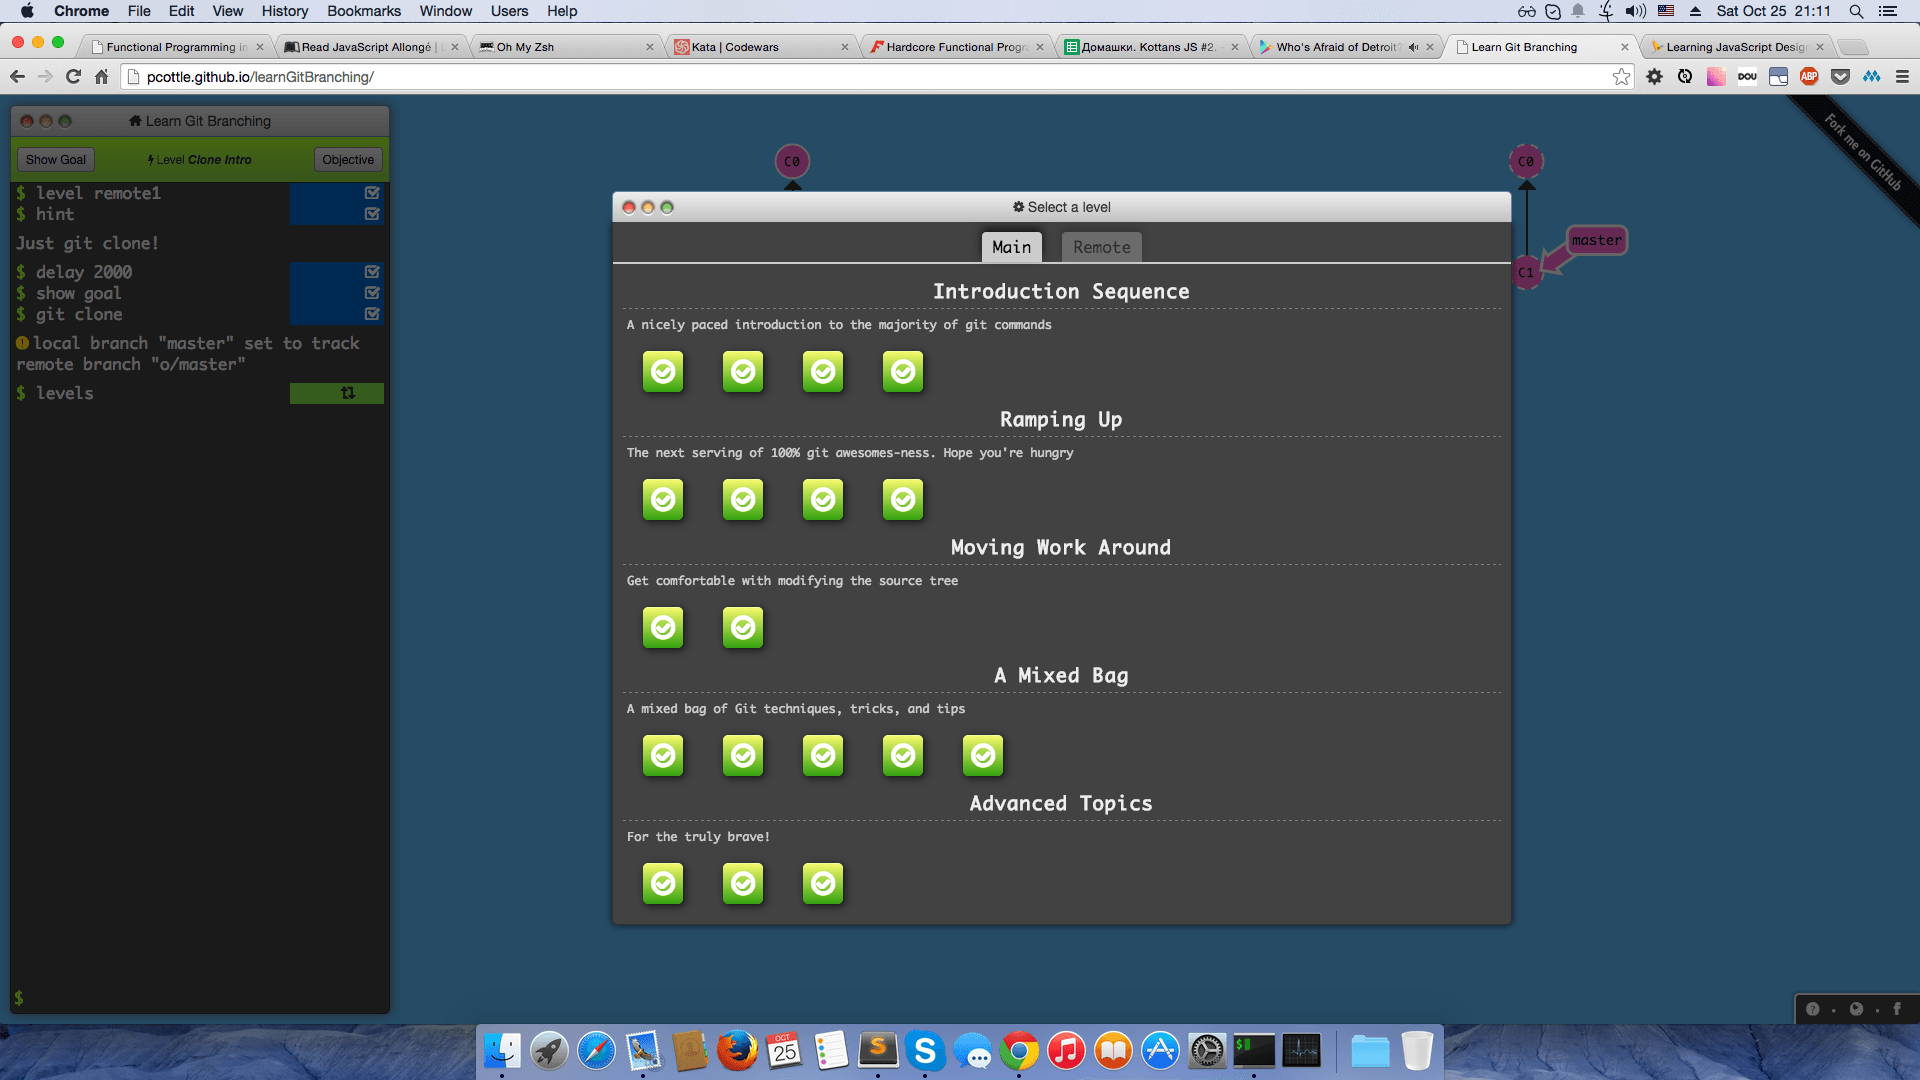 Chrome File Edit View History Bookmarks Window Users Help Sat Oct 25 21:11
Functional Programming in
Read JavaScript Allongé
Oh My Zsh
Kata | Codewars
Hardcore Functional Progra
Домашки. Kottans JS #2.
Who's Afraid of Detroit?
Learn Git Branching
Learning JavaScript Design
pcottle.github.io/learnGitBranching/
DOU
ABP
Learn Git Branching
Show Goal
Level Clone Intro
Objective
$ level remote1
$ hint
Just git clone!
$ delay 2000
$ show goal
$ git clone
local branch "master" set to track
remote branch "o/master"
$ levels
$
C0
C0
master
C1
Fork me on GitHub
Select a level
Main
Remote
Introduction Sequence
A nicely paced introduction to the majority of git commands
Ramping Up
The next serving of 100% git awesomes-ness. Hope you're hungry
Moving Work Around
Get comfortable with modifying the source tree
A Mixed Bag
A mixed bag of Git techniques, tricks, and tips
Advanced Topics
For the truly brave!
OCT
25